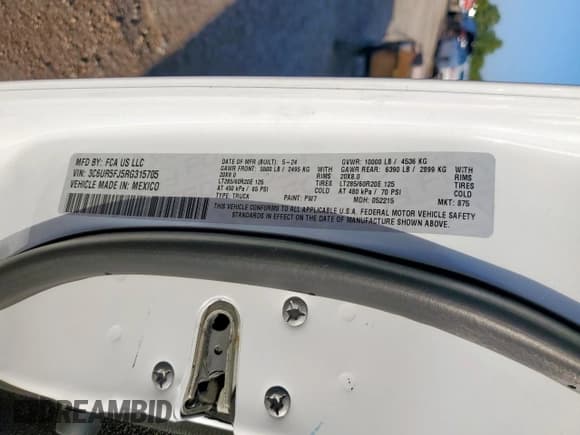 MFD BY: FCA US LLC
VIN: 3C6UR5FJ5RG315705
VEHICLE MADE IN: MEXICO
DATE OF MFR (BUILT): 5-24
GVWR: 10000 LB / 4536 KG
GAWR FRONT: 5500 LB / 2495 KG WITH
GAWR REAR: 6390 LB / 2899 KG WITH
20X8.0 RIMS
20X8.0 RIMS
LT285/60R20E 125 TIRES
LT285/60R20E 125 TIRES
AT 450 kPa / 65 PSI COLD
AT 480 kPa / 70 PSI COLD
TYPE: TRUCK PAINT: PW7 MDH: 052215 MKT: 875
THIS VEHICLE CONFORMS TO ALL APPLICABLE U.S.A. FEDERAL MOTOR VEHICLE SAFETY
STANDARDS IN EFFECT ON THE DATE OF MANUFACTURE SHOWN ABOVE.
DREAMBID